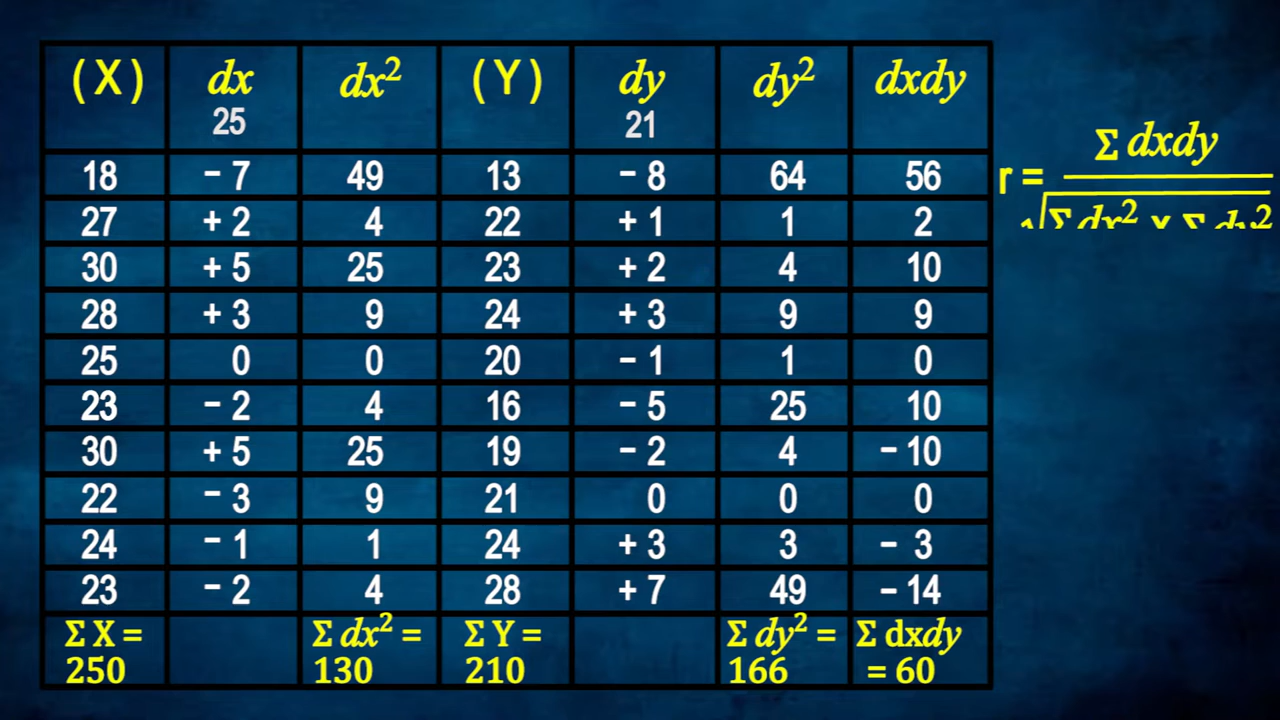 (X) dx dx² (Y) dy dy² dxdy
25 21
18 – 7 49 13 – 8 64 56
27 + 2 4 22 + 1 1 2
30 + 5 25 23 + 2 4 10
28 + 3 9 24 + 3 9 9
25 0 0 20 – 1 1 0
23 – 2 4 16 – 5 25 10
30 + 5 25 19 – 2 4 – 10
22 – 3 9 21 0 0 0
24 – 1 1 24 + 3 3 – 3
23 – 2 4 28 + 7 49 – 14
Σ X = Σ dx² = Σ Y = Σ dy² = Σ dxdy
250 130 210 166 = 60
Σ dxdy
r =
√Σ dx² x Σ dy²